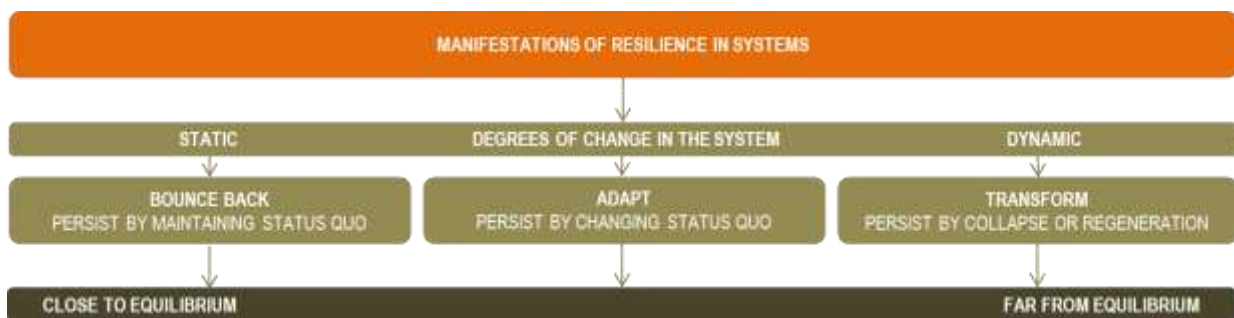 MANIFESTATIONS OF RESILIENCE IN SYSTEMS
STATIC
DEGREES OF CHANGE IN THE SYSTEM
DYNAMIC
BOUNCE BACK
PERSIST BY MAINTAINING STATUS QUO
ADAPT
PERSIST BY CHANGING STATUS QUO
TRANSFORM
PERSIST BY COLLAPSE OR REGENERATION
CLOSE TO EQUILIBRIUM
FAR FROM EQUILIBRIUM